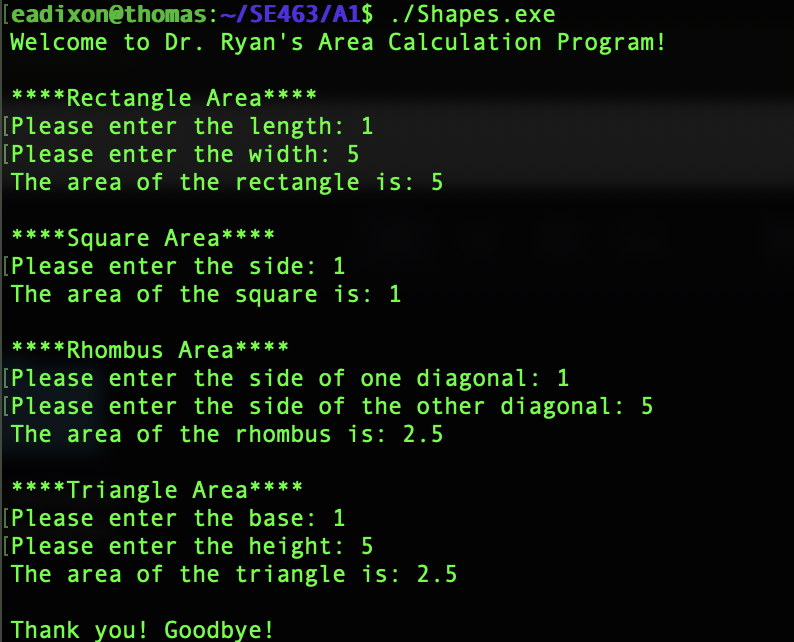 [eadixon@thomas:~/SE463/A1$ ./Shapes.exe
Welcome to Dr. Ryan's Area Calculation Program!
****Rectangle Area****
[Please enter the length: 1
[Please enter the width: 5
The area of the rectangle is: 5
****Square Area****
[Please enter the side: 1
The area of the square is: 1
****Rhombus Area****
[Please enter the side of one diagonal: 1
[Please enter the side of the other diagonal: 5
The area of the rhombus is: 2.5
****Triangle Area****
[Please enter the base: 1
[Please enter the height: 5
The area of the triangle is: 2.5
Thank you! Goodbye!